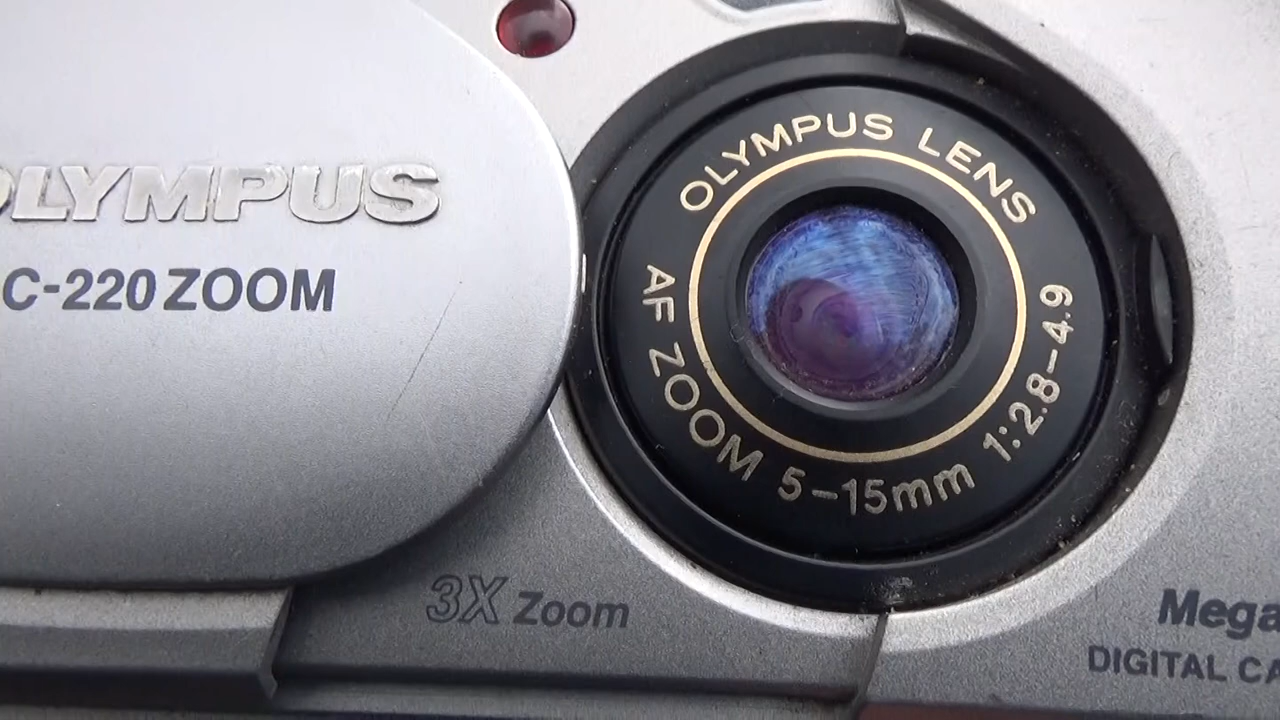 OLYMPUS
C-220 ZOOM
OLYMPUS LENS
AF ZOOM 5–15mm 1:2.8–4.9
3X Zoom
Mega
DIGITAL CA